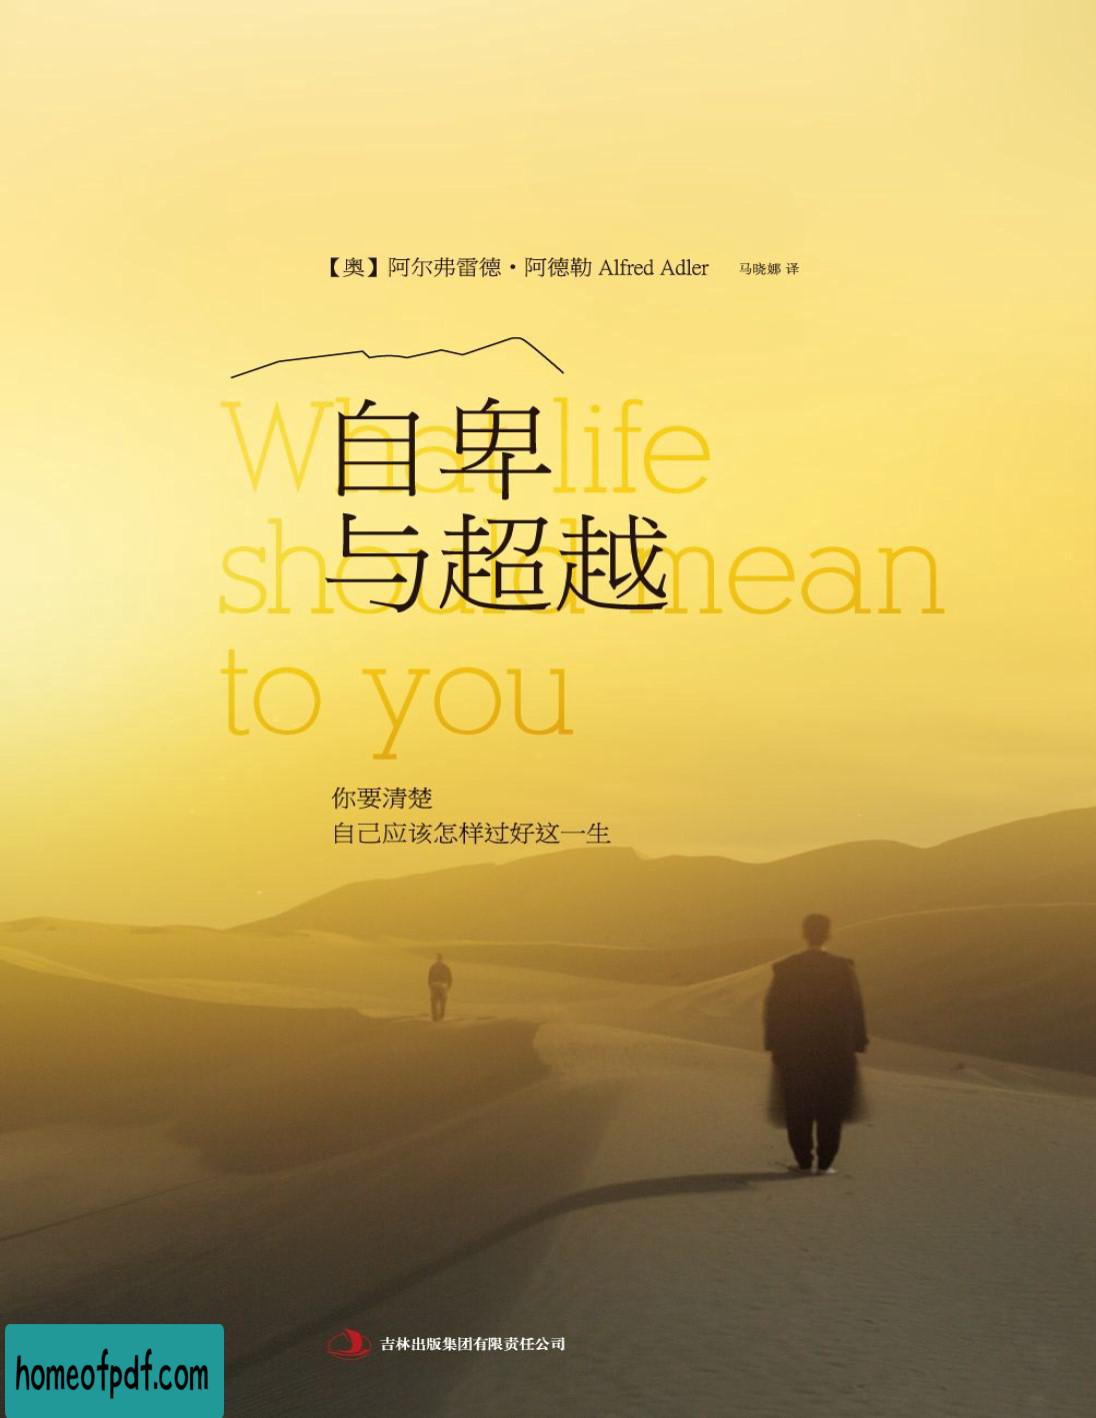 【奥】阿尔弗雷德·阿德勒 Alfred Adler 马晓娜 译
自卑
与超越
What life
should mean
to you
你要清楚
自己应该怎样过好这一生
吉林出版集团有限责任公司
homeofpdf.com